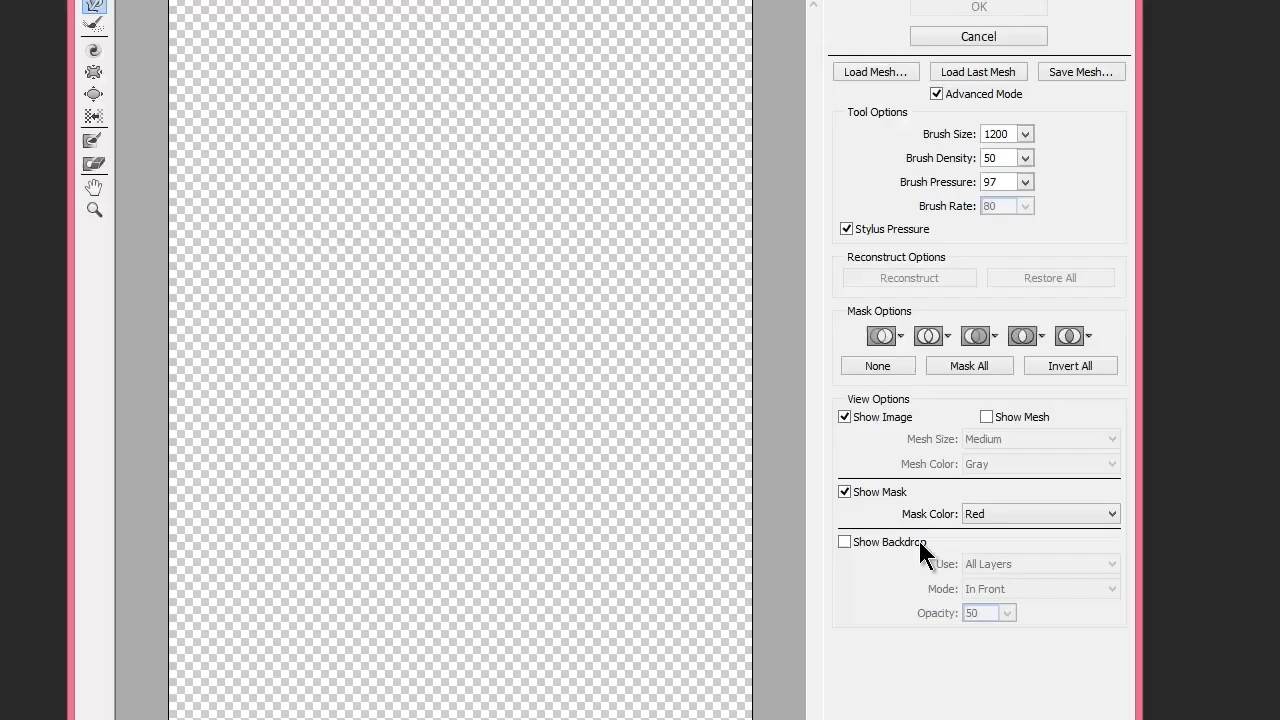 OK
Cancel
Load Mesh... Load Last Mesh Save Mesh...
Advanced Mode
Tool Options
Brush Size: 1200
Brush Density: 50
Brush Pressure: 97
Brush Rate: 80
Stylus Pressure
Reconstruct Options
Reconstruct Restore All
Mask Options
None Mask All Invert All
View Options
Show Image Show Mesh
Mesh Size: Medium
Mesh Color: Gray
Show Mask
Mask Color: Red
Show Backdrop
Use: All Layers
Mode: In Front
Opacity: 50